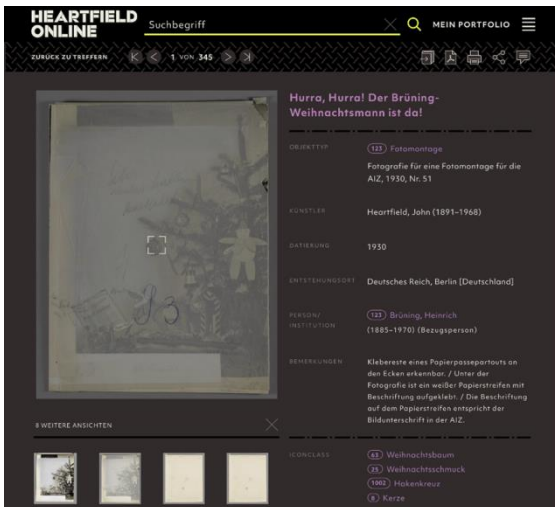 HEARTFIELD
ONLINE
Suchbegriff
MEIN PORTFOLIO
ZURÜCK ZU TREFFERN
1 VON 345
Hurra, Hurra! Der Brüning-
Weihnachtsmann ist da!
OBJEKTTYP
123 Fotomontage
Fotografie für eine Fotomontage für die
AIZ, 1930, Nr. 51
KÜNSTLER
Heartfield, John (1891–1968)
DATIERUNG
1930
ENTSTEHUNGSORT
Deutsches Reich, Berlin [Deutschland]
PERSON/
INSTITUTION
123 Brüning, Heinrich
(1885–1970) (Bezugsperson)
BEMERKUNGEN
Klebereste eines Papierpassepartouts an
den Ecken erkennbar. / Unter der
Fotografie ist ein weißer Papierstreifen mit
Beschriftung aufgeklebt. / Die Beschriftung
auf dem Papierstreifen entspricht der
Bildunterschrift in der AIZ.
8 WEITERE ANSICHTEN
ICONCLASS
63 Weihnachtsbaum
25 Weihnachtsschmuck
1002 Hakenkreuz
8 Kerze